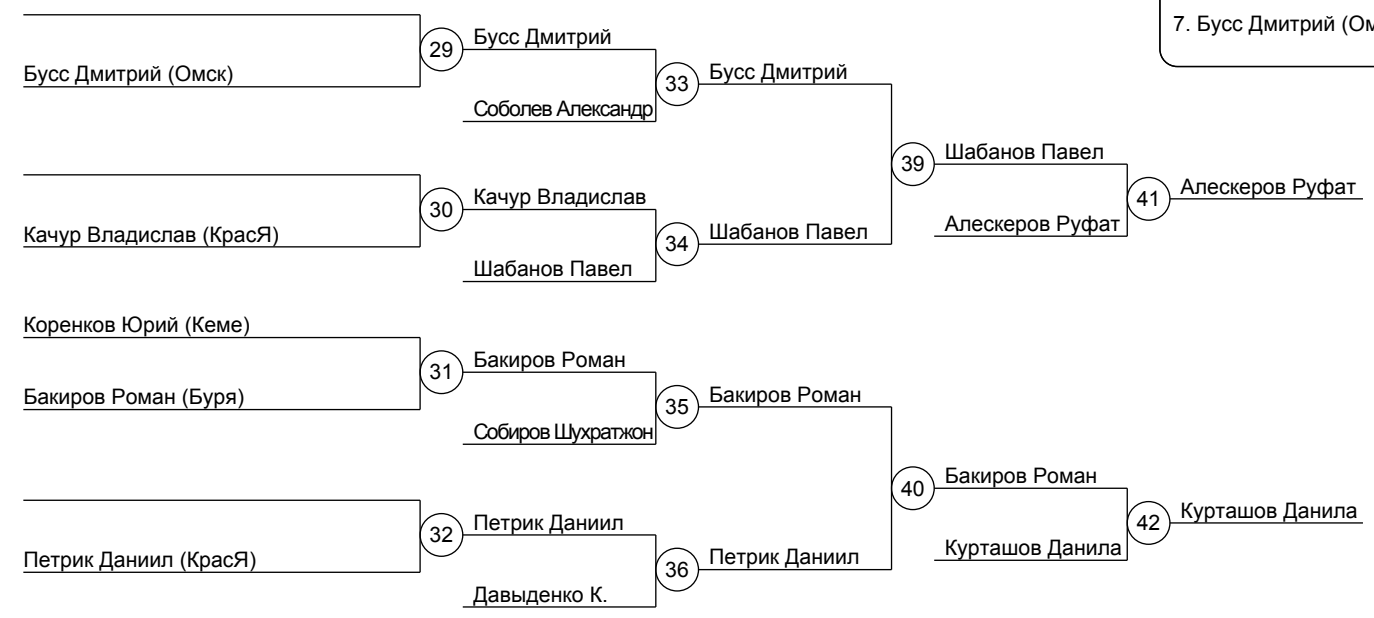 7. Бусс Дмитрий (Ом
29
Бусс Дмитрий
Бусс Дмитрий (Омск)
33
Бусс Дмитрий
Соболев Александр
39
Шабанов Павел
30
Качур Владислав
41
Алескеров Руфат
Качур Владислав (КрасЯ)
34
Шабанов Павел
Алескеров Руфат
Шабанов Павел
Коренков Юрий (Кеме)
31
Бакиров Роман
Бакиров Роман (Буря)
35
Бакиров Роман
Собиров Шухратжон
40
Бакиров Роман
32
Петрик Даниил
42
Курташов Данила
Петрик Даниил (КрасЯ)
36
Петрик Даниил
Курташов Данила
Давыденко К.